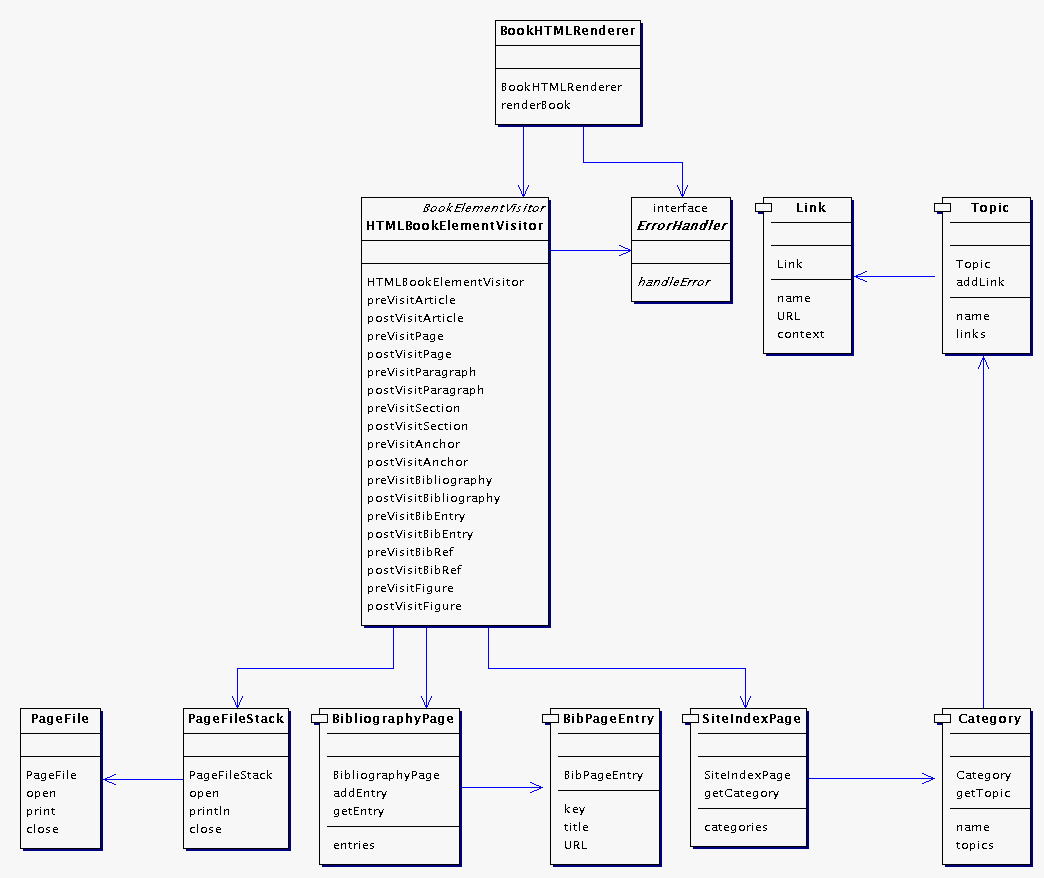 BookHTMLRenderer
BookHTMLRenderer
renderBook
BookElementVisitor
HTMLBookElementVisitor
HTMLBookElementVisitor
preVisitArticle
postVisitArticle
preVisitPage
postVisitPage
preVisitParagraph
postVisitParagraph
preVisitSection
postVisitSection
preVisitAnchor
postVisitAnchor
preVisitBibliography
postVisitBibliography
preVisitBibEntry
postVisitBibEntry
preVisitBibRef
postVisitBibRef
preVisitFigure
postVisitFigure
interface
ErrorHandler
handleError
Link
Link
name
URL
context
Topic
Topic
addLink
name
links
PageFile
PageFile
open
print
close
PageFileStack
PageFileStack
open
println
close
BibliographyPage
BibliographyPage
addEntry
getEntry
entries
BibPageEntry
BibPageEntry
key
title
URL
SiteIndexPage
SiteIndexPage
getCategory
categories
Category
Category
getTopic
name
topics